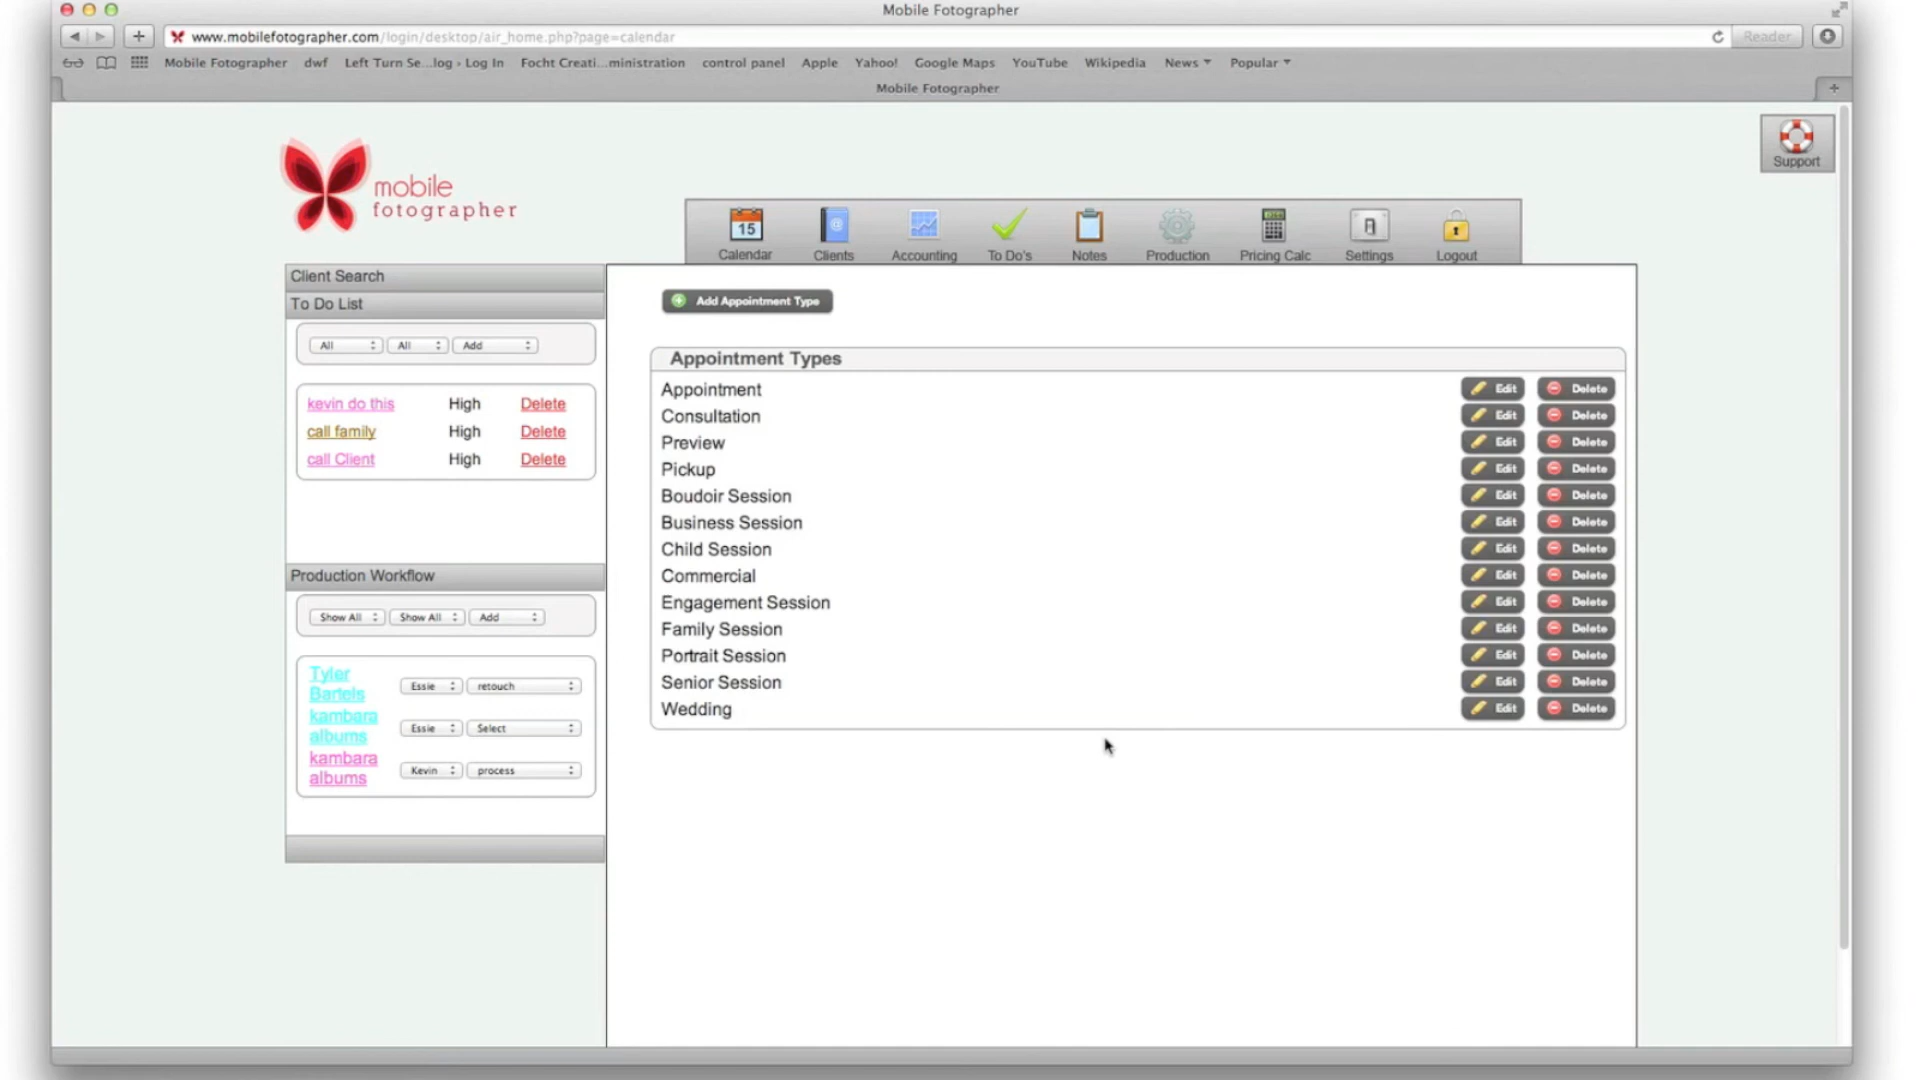 Mobile Fotographer
www.mobilefotographer.com/login/desktop/air_home.php?page=calendar
Reader
Mobile Fotographer dwf Left Turn Se...log › Log In Focht Creati...ministration control panel Apple Yahoo! Google Maps YouTube Wikipedia News Popular
Mobile Fotographer
Support
mobile
fotographer
15
Calendar Clients Accounting To Do's Notes Production Pricing Calc Settings Logout
Client Search
To Do List
All All Add
kevin do this High Delete
call family High Delete
call Client High Delete
Production Workflow
Show All Show All Add
Tyler
Bartels Essie retouch
kambara
albums Essie Select
kambara
albums Kevin process
Add Appointment Type
Appointment Types
Appointment Edit Delete
Consultation Edit Delete
Preview Edit Delete
Pickup Edit Delete
Boudoir Session Edit Delete
Business Session Edit Delete
Child Session Edit Delete
Commercial Edit Delete
Engagement Session Edit Delete
Family Session Edit Delete
Portrait Session Edit Delete
Senior Session Edit Delete
Wedding Edit Delete